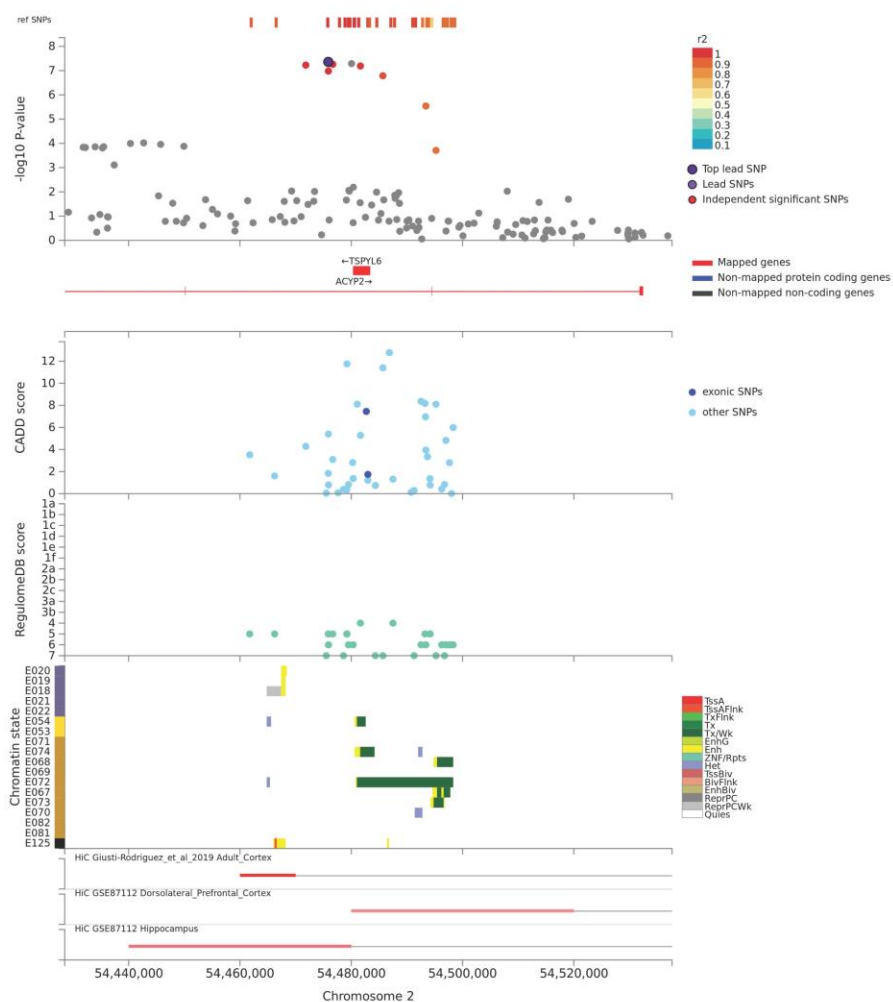 ref SNPs
8
7
6
5
4
3
2
1
0
-log10 P-value
r2
1
0.9
0.8
0.7
0.6
0.5
0.4
0.3
0.2
0.1
Top lead SNP
Lead SNPs
Independent significant SNPs
←TSPYL6
ACYP2→
Mapped genes
Non-mapped protein coding genes
Non-mapped non-coding genes
12
10
8
6
4
2
0
CADD score
exonic SNPs
other SNPs
1a
1b
1c
1d
1e
1f
2a
2b
2c
3a
3b
4
5
6
7
RegulomeDB score
E020
E019
E018
E021
E022
E054
E053
E071
E074
E068
E069
E072
E067
E073
E070
E082
E081
E125
Chromatin state
TssA
TssAFlnk
TxFlnk
Tx
Tx/Wk
EnhG
Enh
ZNF/Rpts
Het
TssBiv
BivFlnk
EnhBiv
ReprPC
ReprPCWk
Quies
HiC Giusti-Rodriguez_et_al_2019 Adult_Cortex
HiC GSE87112 Dorsolateral_Prefrontal_Cortex
HiC GSE87112 Hippocampus
54,440,000 54,460,000 54,480,000 54,500,000 54,520,000
Chromosome 2